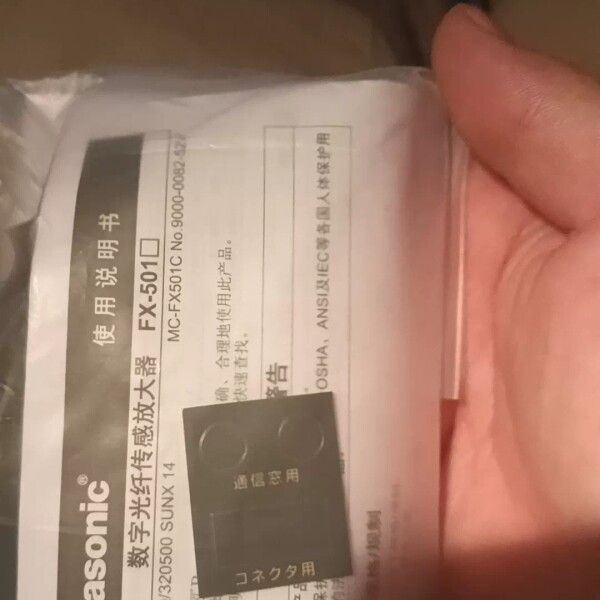 使用说明书
asonic®
数字光纤传感放大器 FX-501□
MC-FX501C No.9000-0082-52
/320500 SUNX 14
确、合理地使用此产品。
快速查找。
警告
OSHA、ANSI及IEC等各国人体保护用
通信窓用
コネクタ用